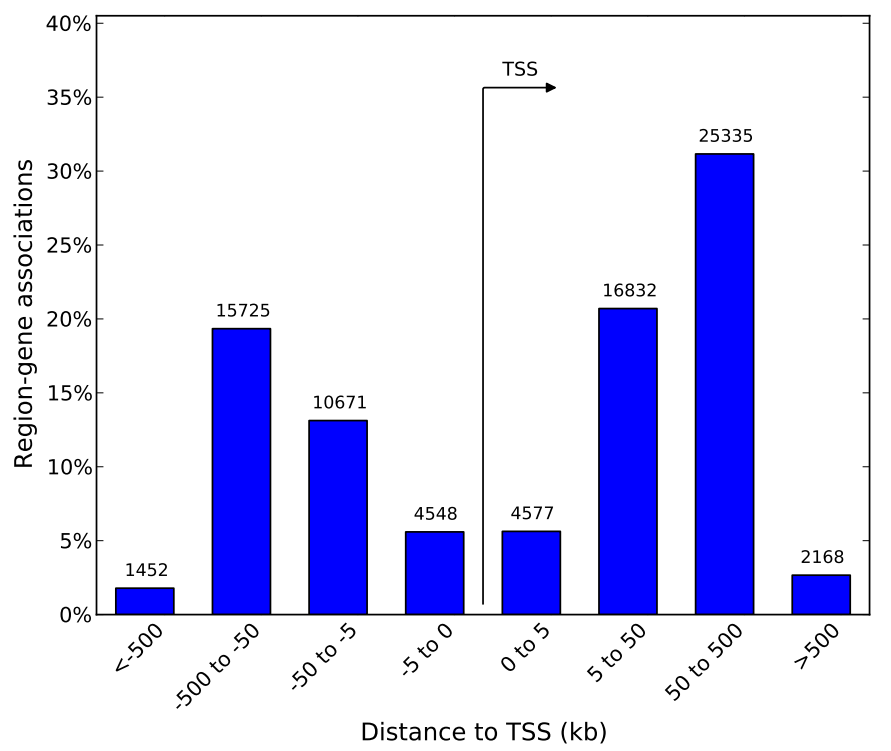 40%
35%
30%
25%
20%
15%
10%
5%
0%
Region-gene associations
TSS
1452
15725
10671
4548
4577
16832
25335
2168
<-500
-500 to -50
-50 to -5
-5 to 0
0 to 5
5 to 50
50 to 500
>500
Distance to TSS (kb)